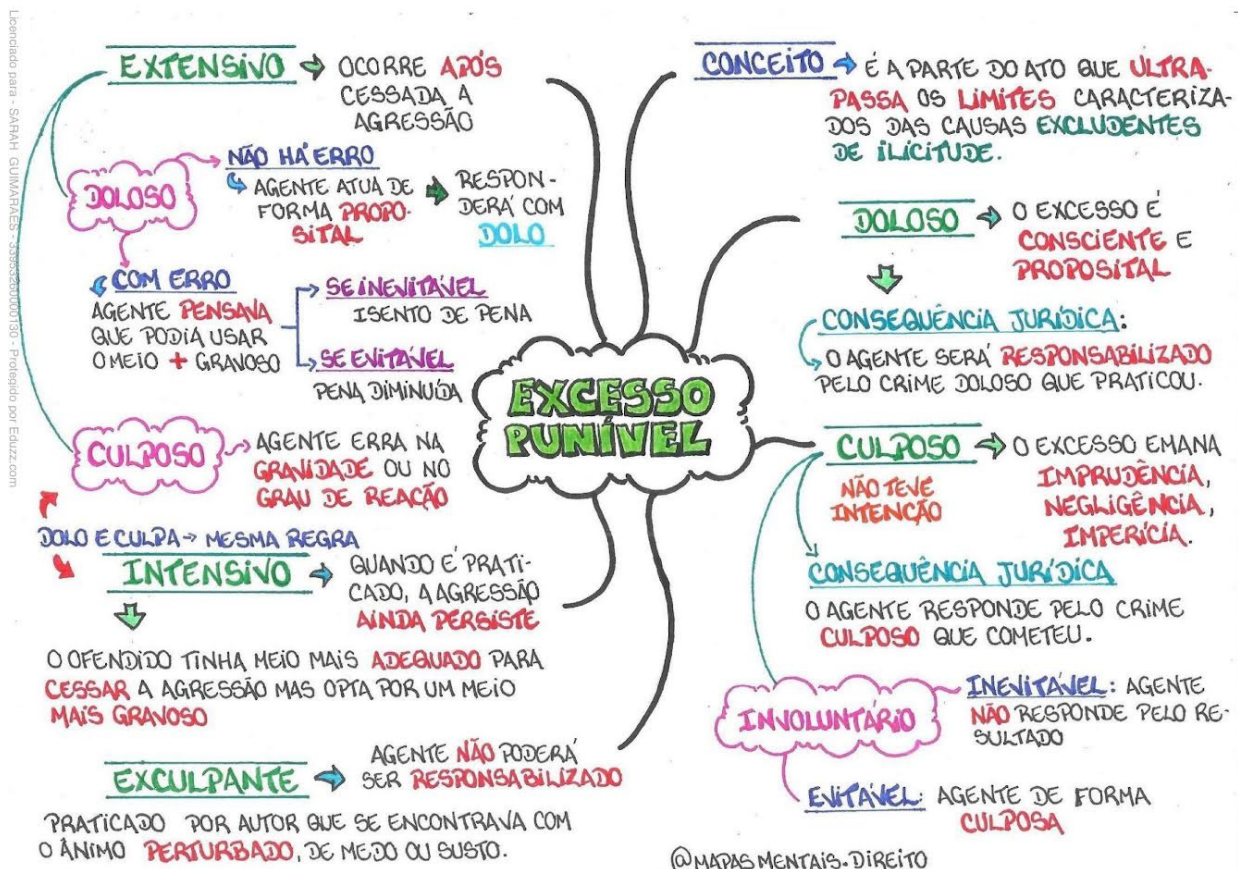 Licenciado para - SARAH GUIMARAES - 33953260000130 - Protegido por Eduzz.com
EXCESSO
PUNÍVEL
CONCEITO → É A PARTE DO ATO QUE ULTRA-
PASSA OS LIMITES CARACTERIZA-
DOS DAS CAUSAS EXCLUDENTES
DE ILICITUDE.
DOLOSO → O EXCESSO É
CONSCIENTE E
PROPOSITAL
CONSEQUÊNCIA JURÍDICA:
O AGENTE SERÁ RESPONSABILIZADO
PELO CRIME DOLOSO QUE PRATICOU.
CULPOSO → O EXCESSO EMANA
IMPRUDÊNCIA,
NEGLIGÊNCIA,
IMPERÍCIA.
NÃO TEVE
INTENÇÃO
CONSEQUÊNCIA JURÍDICA
O AGENTE RESPONDE PELO CRIME
CULPOSO QUE COMETEU.
INVOLUNTÁRIO
INEVITÁVEL: AGENTE
NÃO RESPONDE PELO RE-
SULTADO
EVITÁVEL: AGENTE DE FORMA
CULPOSA
EXTENSIVO → OCORRE APÓS
CESSADA A
AGRESSÃO
DOLOSO
NÃO HÁ ERRO
AGENTE ATUA DE
FORMA PROPO-
SITAL
RESPON-
DERÁ COM
DOLO
COM ERRO
AGENTE PENSAVA
QUE PODIA USAR
O MEIO + GRAVOSO
SE INEVITÁVEL
ISENTO DE PENA
SE EVITÁVEL
PENA DIMINUÍDA
CULPOSO
AGENTE ERRA NA
GRAVIDADE OU NO
GRAU DE REAÇÃO
DOLO E CULPA → MESMA REGRA
INTENSIVO → QUANDO É PRATI-
CADO, A AGRESSÃO
AINDA PERSISTE
O OFENDIDO TINHA MEIO MAIS ADEQUADO PARA
CESSAR A AGRESSÃO MAS OPTA POR UM MEIO
MAIS GRAVOSO
EXCULPANTE → AGENTE NÃO PODERÁ
SER RESPONSABILIZADO
PRATICADO POR AUTOR QUE SE ENCONTRAVA COM
O ÂNIMO PERTURBADO, DE MEDO OU SUSTO.
@MAPASMENTAIS.DIREITO